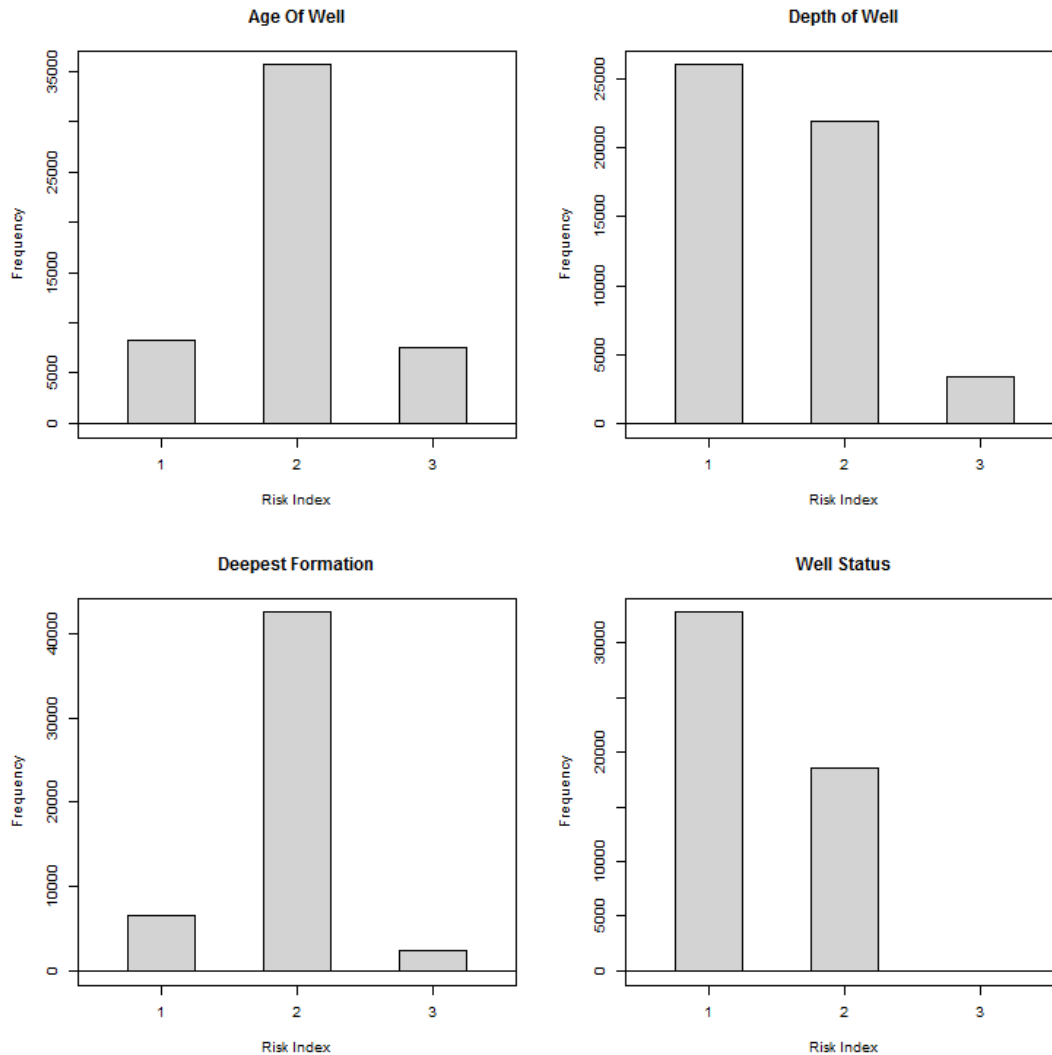 Age Of Well
Frequency
35000
25000
15000
5000
0
1 2 3
Risk Index
Depth of Well
Frequency
25000
20000
15000
10000
5000
0
1 2 3
Risk Index
Deepest Formation
Frequency
40000
30000
20000
10000
0
1 2 3
Risk Index
Well Status
Frequency
30000
20000
10000
5000
0
1 2 3
Risk Index